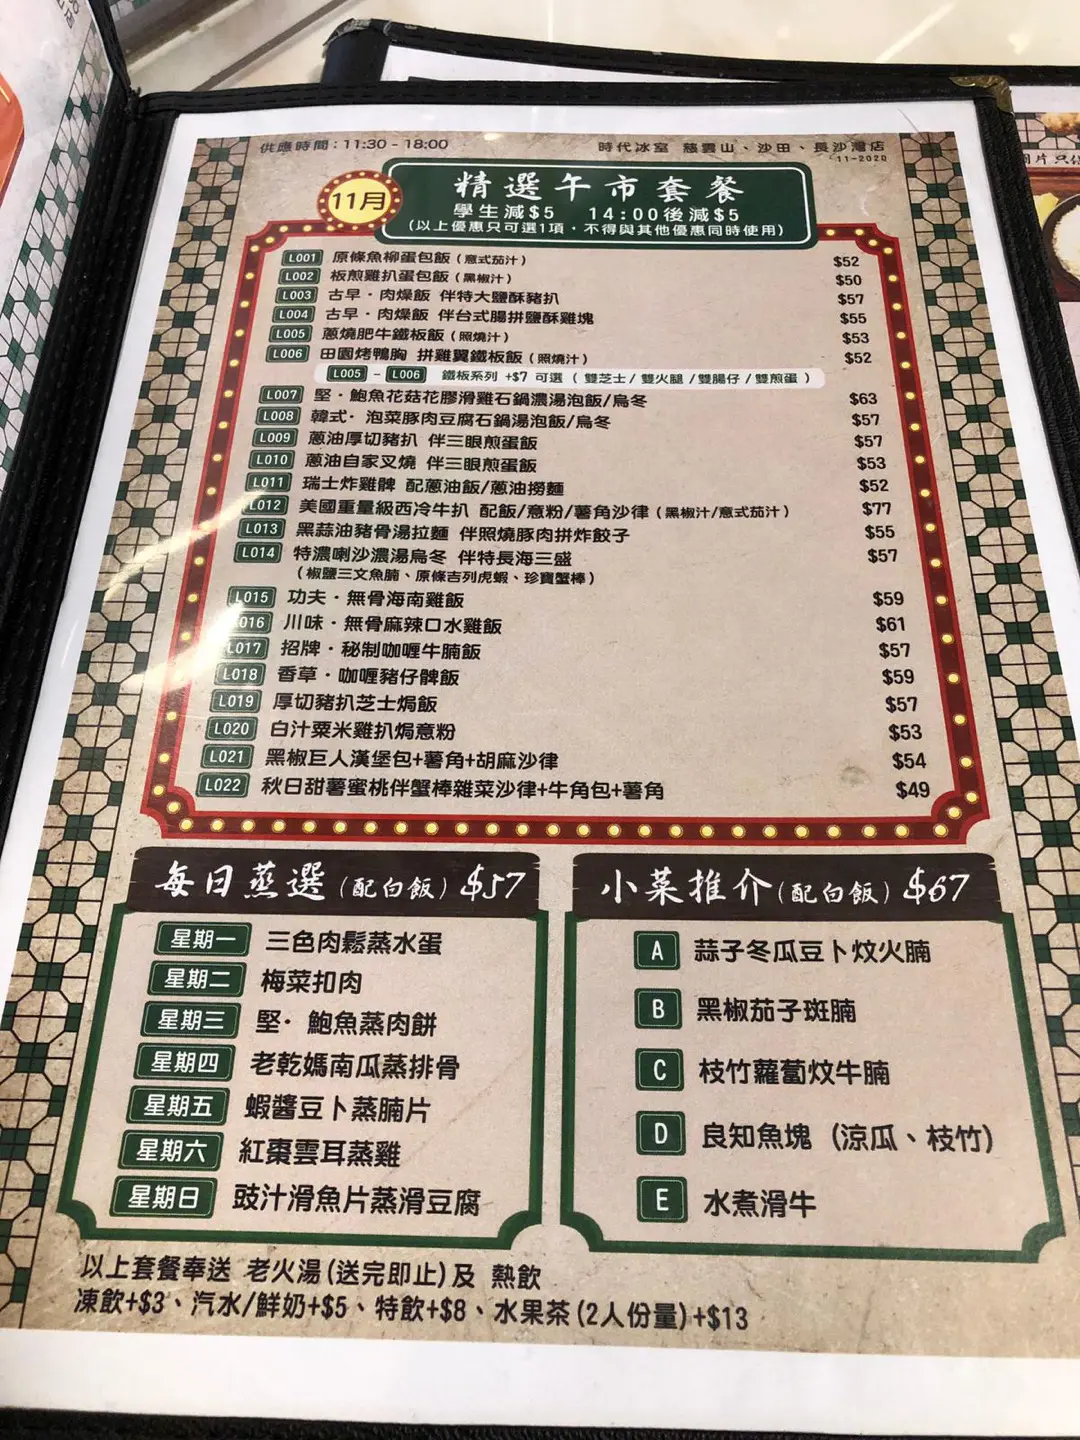 供應時間：11:30 - 18:00
時代冰室 慈雲山、沙田、長沙灣店
11-2020
11月
精選午市套餐
學生減$5 14:00後減$5
(以上優惠只可選1項，不得與其他優惠同時使用)
L001 原條魚柳蛋包飯 (意式茄汁) $52
L002 板煎雞扒蛋包飯 (黑椒汁) $50
L003 古早·肉燥飯 伴特大鹽酥豬扒 $57
L004 古早·肉燥飯 伴台式腸拼鹽酥雞塊 $55
L005 蔥燒肥牛鐵板飯 (照燒汁) $53
L006 田園烤鴨胸 拼雞翼鐵板飯 (照燒汁) $52
L005 - L006 鐵板系列 +$7 可選 ( 雙芝士/ 雙火腿 /雙腸仔 / 雙煎蛋 )
L007 堅·鮑魚花菇花膠滑雞石鍋濃湯泡飯/烏冬 $63
L008 韓式·泡菜豚肉豆腐石鍋湯泡飯/烏冬 $57
L009 蔥油厚切豬扒 伴三眼煎蛋飯 $57
L010 蔥油自家叉燒 伴三眼煎蛋飯 $53
L011 瑞士炸雞髀 配蔥油飯/蔥油撈麵 $52
L012 美國重量級西冷牛扒 配飯/意粉/薯角沙律 (黑椒汁/意式茄汁) $77
L013 黑蒜油豬骨湯拉麵 伴照燒豚肉拼炸餃子 $55
L014 特濃喇沙濃湯烏冬 伴特長海三盛 $57
(椒鹽三文魚腩、原條吉列虎蝦、珍寶蟹棒)
L015 功夫·無骨海南雞飯 $59
L016 川味·無骨麻辣口水雞飯 $61
L017 招牌·秘制咖喱牛腩飯 $57
L018 香草·咖喱豬仔髀飯 $59
L019 厚切豬扒芝士焗飯 $57
L020 白汁粟米雞扒焗意粉 $53
L021 黑椒巨人漢堡包+薯角+胡麻沙律 $54
L022 秋日甜薯蜜桃伴蟹棒雜菜沙律+牛角包+薯角 $49
每日蒸選 (配白飯) $57
星期一 三色肉鬆蒸水蛋
星期二 梅菜扣肉
星期三 堅·鮑魚蒸肉餅
星期四 老乾媽南瓜蒸排骨
星期五 蝦醬豆卜蒸腩片
星期六 紅棗雲耳蒸雞
星期日 豉汁滑魚片蒸滑豆腐
小菜推介 (配白飯) $67
A 蒜子冬瓜豆卜炆火腩
B 黑椒茄子斑腩
C 枝竹蘿蔔炆牛腩
D 良知魚塊 (涼瓜、枝竹)
E 水煮滑牛
以上套餐奉送 老火湯 (送完即止) 及 熱飲
凍飲+$3、汽水/鮮奶+$5、特飲+$8、水果茶 (2人份量) +$13